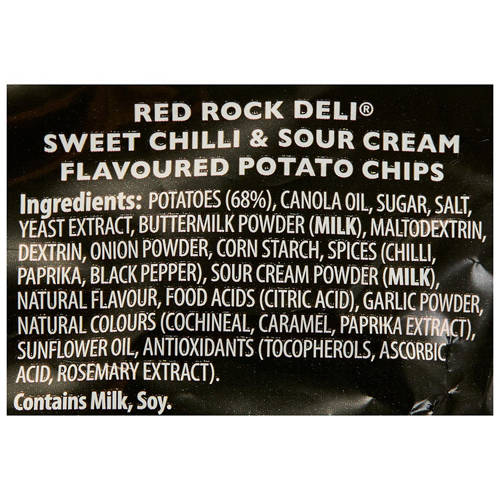 RED ROCK DELI®
SWEET CHILLI & SOUR CREAM
FLAVOURED POTATO CHIPS
Ingredients: POTATOES (68%), CANOLA OIL, SUGAR, SALT,
YEAST EXTRACT, BUTTERMILK POWDER (MILK), MALTODEXTRIN,
DEXTRIN, ONION POWDER, CORN STARCH, SPICES (CHILLI,
PAPRIKA, BLACK PEPPER), SOUR CREAM POWDER (MILK),
NATURAL FLAVOUR, FOOD ACIDS (CITRIC ACID), GARLIC POWDER,
NATURAL COLOURS (COCHINEAL, CARAMEL, PAPRIKA EXTRACT),
SUNFLOWER OIL, ANTIOXIDANTS (TOCOPHEROLS, ASCORBIC
ACID, ROSEMARY EXTRACT).
Contains Milk, Soy.